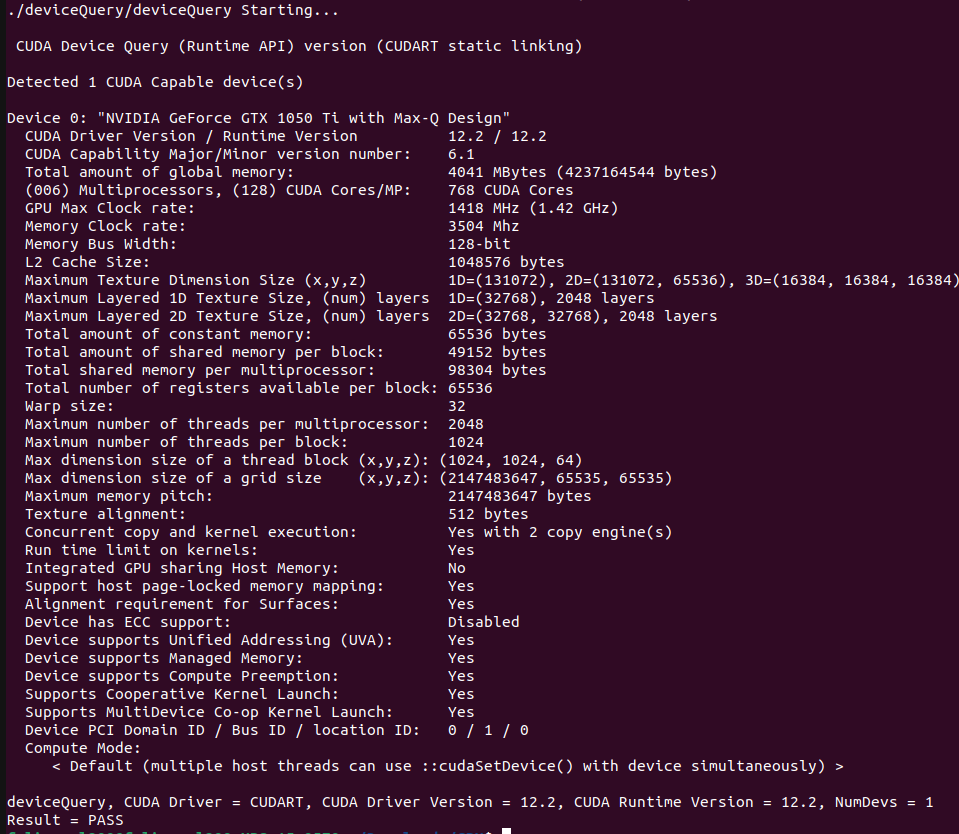 ./deviceQuery/deviceQuery Starting...
CUDA Device Query (Runtime API) version (CUDART static linking)
Detected 1 CUDA Capable device(s)
Device 0: "NVIDIA GeForce GTX 1050 Ti with Max-Q Design"
CUDA Driver Version / Runtime Version 12.2 / 12.2
CUDA Capability Major/Minor version number: 6.1
Total amount of global memory: 4041 MBytes (4237164544 bytes)
(006) Multiprocessors, (128) CUDA Cores/MP: 768 CUDA Cores
GPU Max Clock rate: 1418 MHz (1.42 GHz)
Memory Clock rate: 3504 Mhz
Memory Bus Width: 128-bit
L2 Cache Size: 1048576 bytes
Maximum Texture Dimension Size (x,y,z) 1D=(131072), 2D=(131072, 65536), 3D=(16384, 16384, 16384)
Maximum Layered 1D Texture Size, (num) layers 1D=(32768), 2048 layers
Maximum Layered 2D Texture Size, (num) layers 2D=(32768, 32768), 2048 layers
Total amount of constant memory: 65536 bytes
Total amount of shared memory per block: 49152 bytes
Total shared memory per multiprocessor: 98304 bytes
Total number of registers available per block: 65536
Warp size: 32
Maximum number of threads per multiprocessor: 2048
Maximum number of threads per block: 1024
Max dimension size of a thread block (x,y,z): (1024, 1024, 64)
Max dimension size of a grid size (x,y,z): (2147483647, 65535, 65535)
Maximum memory pitch: 2147483647 bytes
Texture alignment: 512 bytes
Concurrent copy and kernel execution: Yes with 2 copy engine(s)
Run time limit on kernels: Yes
Integrated GPU sharing Host Memory: No
Support host page-locked memory mapping: Yes
Alignment requirement for Surfaces: Yes
Device has ECC support: Disabled
Device supports Unified Addressing (UVA): Yes
Device supports Managed Memory: Yes
Device supports Compute Preemption: Yes
Supports Cooperative Kernel Launch: Yes
Supports MultiDevice Co-op Kernel Launch: Yes
Device PCI Domain ID / Bus ID / location ID: 0 / 1 / 0
Compute Mode:
< Default (multiple host threads can use ::cudaSetDevice() with device simultaneously) >
deviceQuery, CUDA Driver = CUDART, CUDA Driver Version = 12.2, CUDA Runtime Version = 12.2, NumDevs = 1
Result = PASS